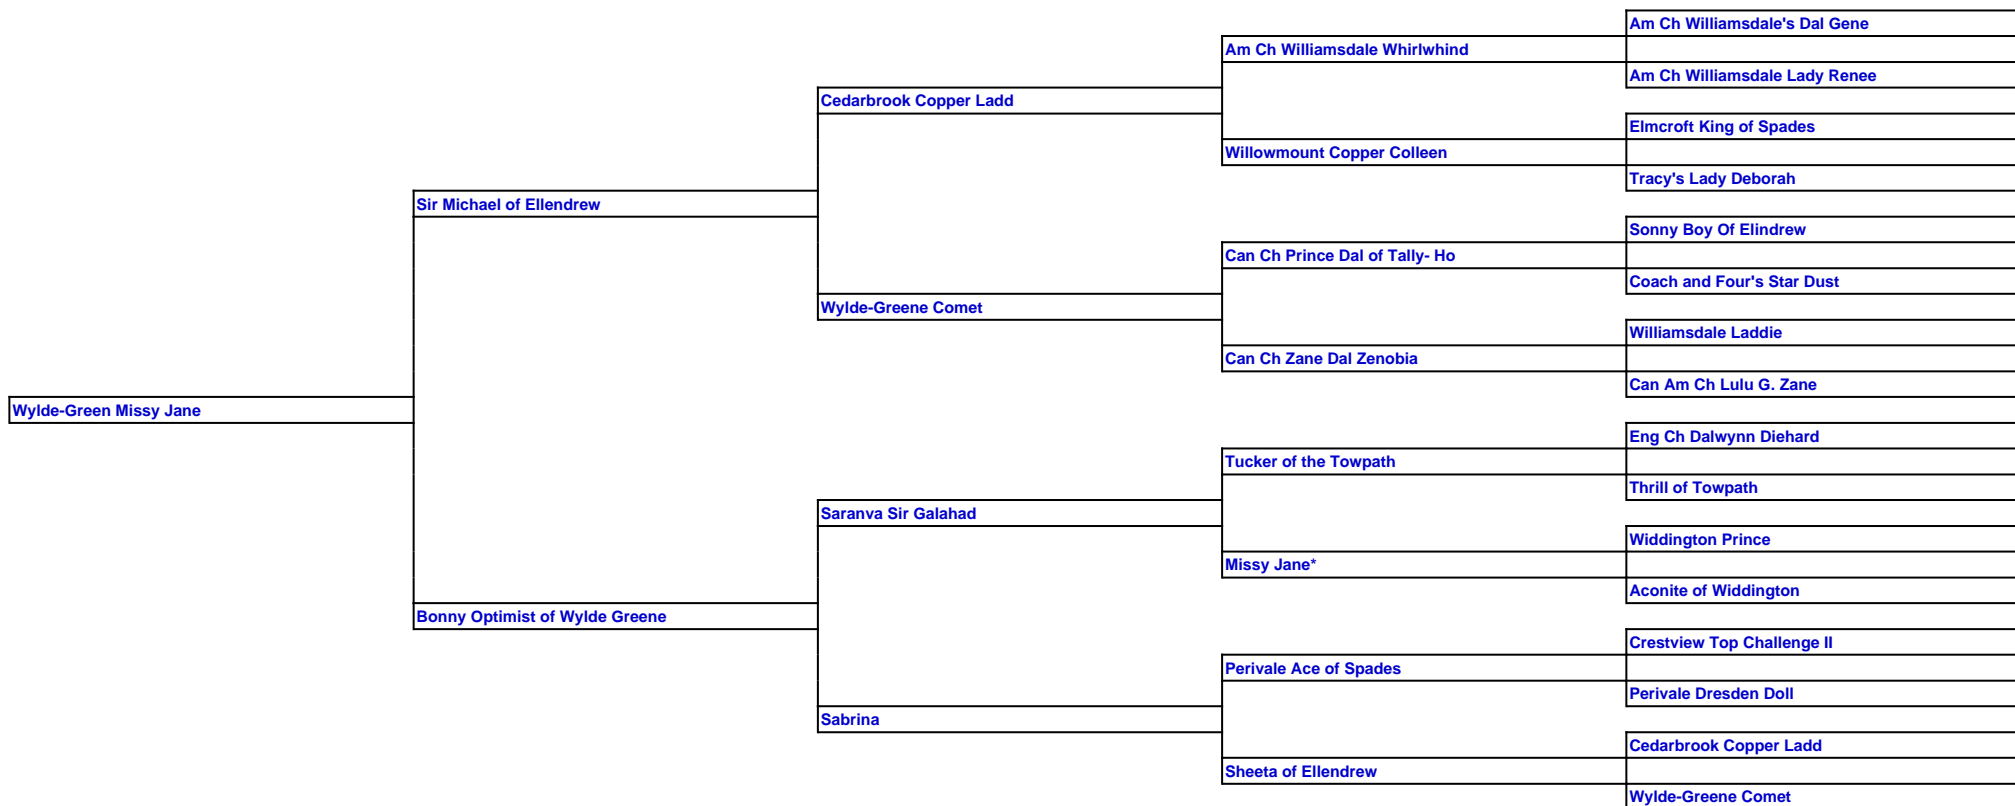 Am Ch Williamsdale's Dal Gene
Am Ch Williamsdale Whirlwhind
Am Ch Williamsdale Lady Renee
Cedarbrook Copper Ladd
Elmcroft King of Spades
Willowmount Copper Colleen
Tracy's Lady Deborah
Sir Michael of Ellendrew
Sonny Boy Of Elindrew
Can Ch Prince Dal of Tally- Ho
Coach and Four's Star Dust
Wylde-Greene Comet
Williamsdale Laddie
Can Ch Zane Dal Zenobia
Can Am Ch Lulu G. Zane
Wylde-Green Missy Jane
Eng Ch Dalwynn Diehard
Tucker of the Towpath
Thrill of Towpath
Saranva Sir Galahad
Widdington Prince
Missy Jane*
Aconite of Widdington
Bonny Optimist of Wylde Greene
Crestview Top Challenge II
Perivale Ace of Spades
Perivale Dresden Doll
Sabrina
Cedarbrook Copper Ladd
Sheeta of Ellendrew
Wylde-Greene Comet